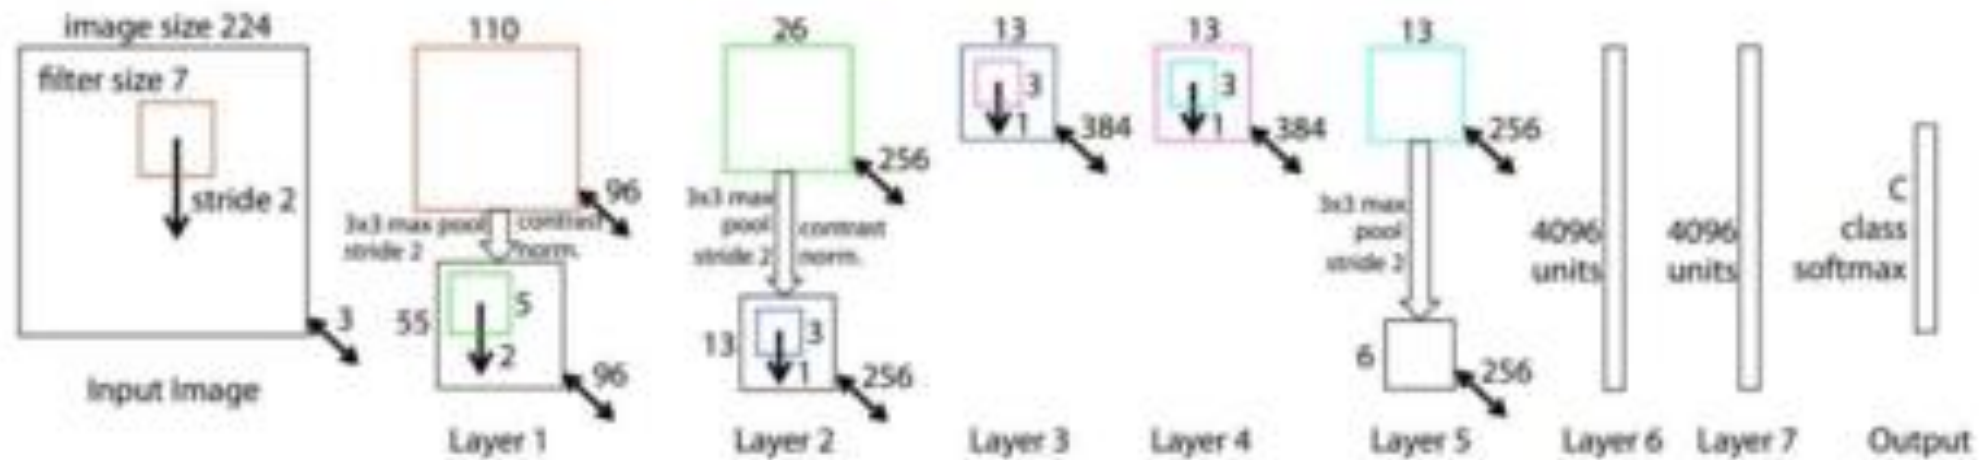 image size 224
filter size 7
stride 2
3
Input Image
110
96
3x3 max pool
stride 2
contrast
norm.
55
5
2
96
Layer 1
26
256
3x3 max
pool
stride 2
contrast
norm.
13
3
1
256
Layer 2
13
3
1
384
Layer 3
13
3
1
384
Layer 4
13
256
3x3 max
pool
stride 2
6
256
Layer 5
4096
units
Layer 6
4096
units
Layer 7
C
class
softmax
Output